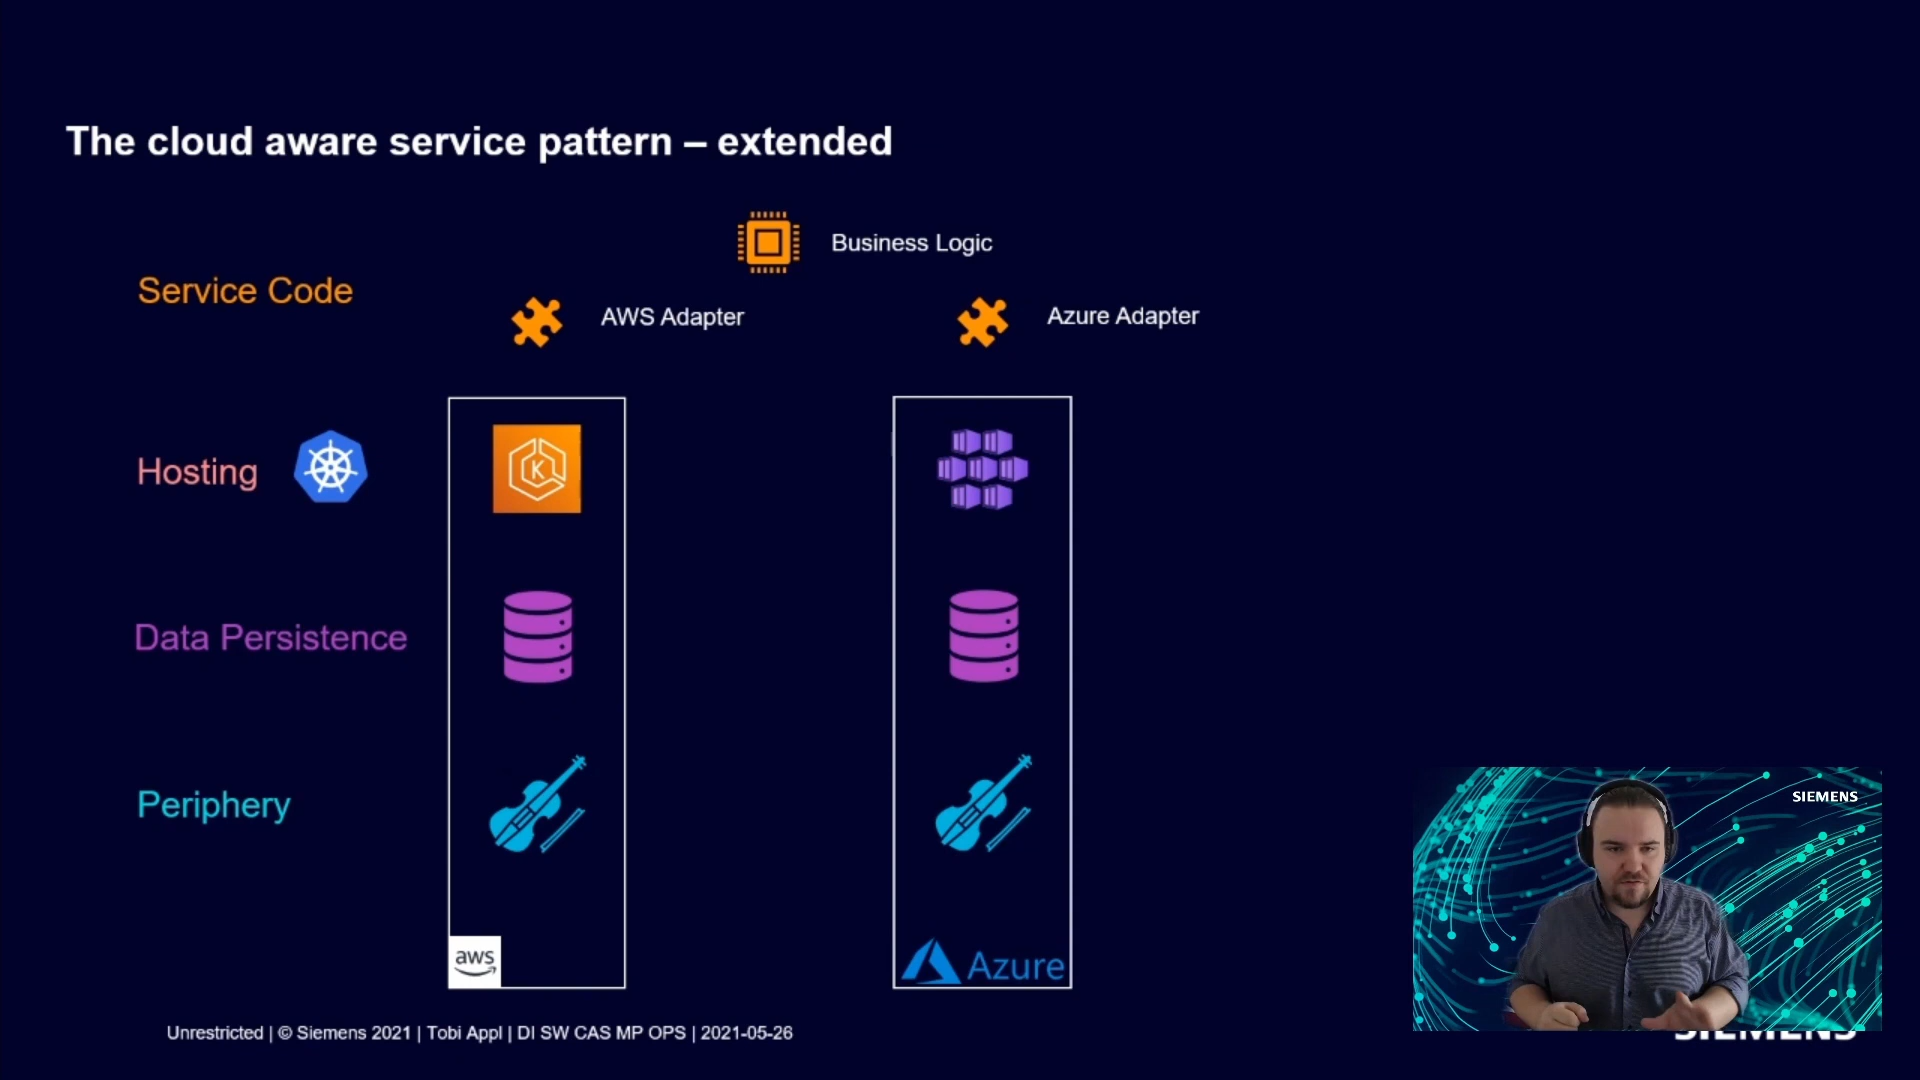 The cloud aware service pattern – extended
Business Logic
Service Code
AWS Adapter
Azure Adapter
Hosting
K
Data Persistence
Periphery
SIEMENS
aws
Azure
Unrestricted | © Siemens 2021 | Tobi Appl | DI SW CAS MP OPS | 2021-05-26
SIEMENS